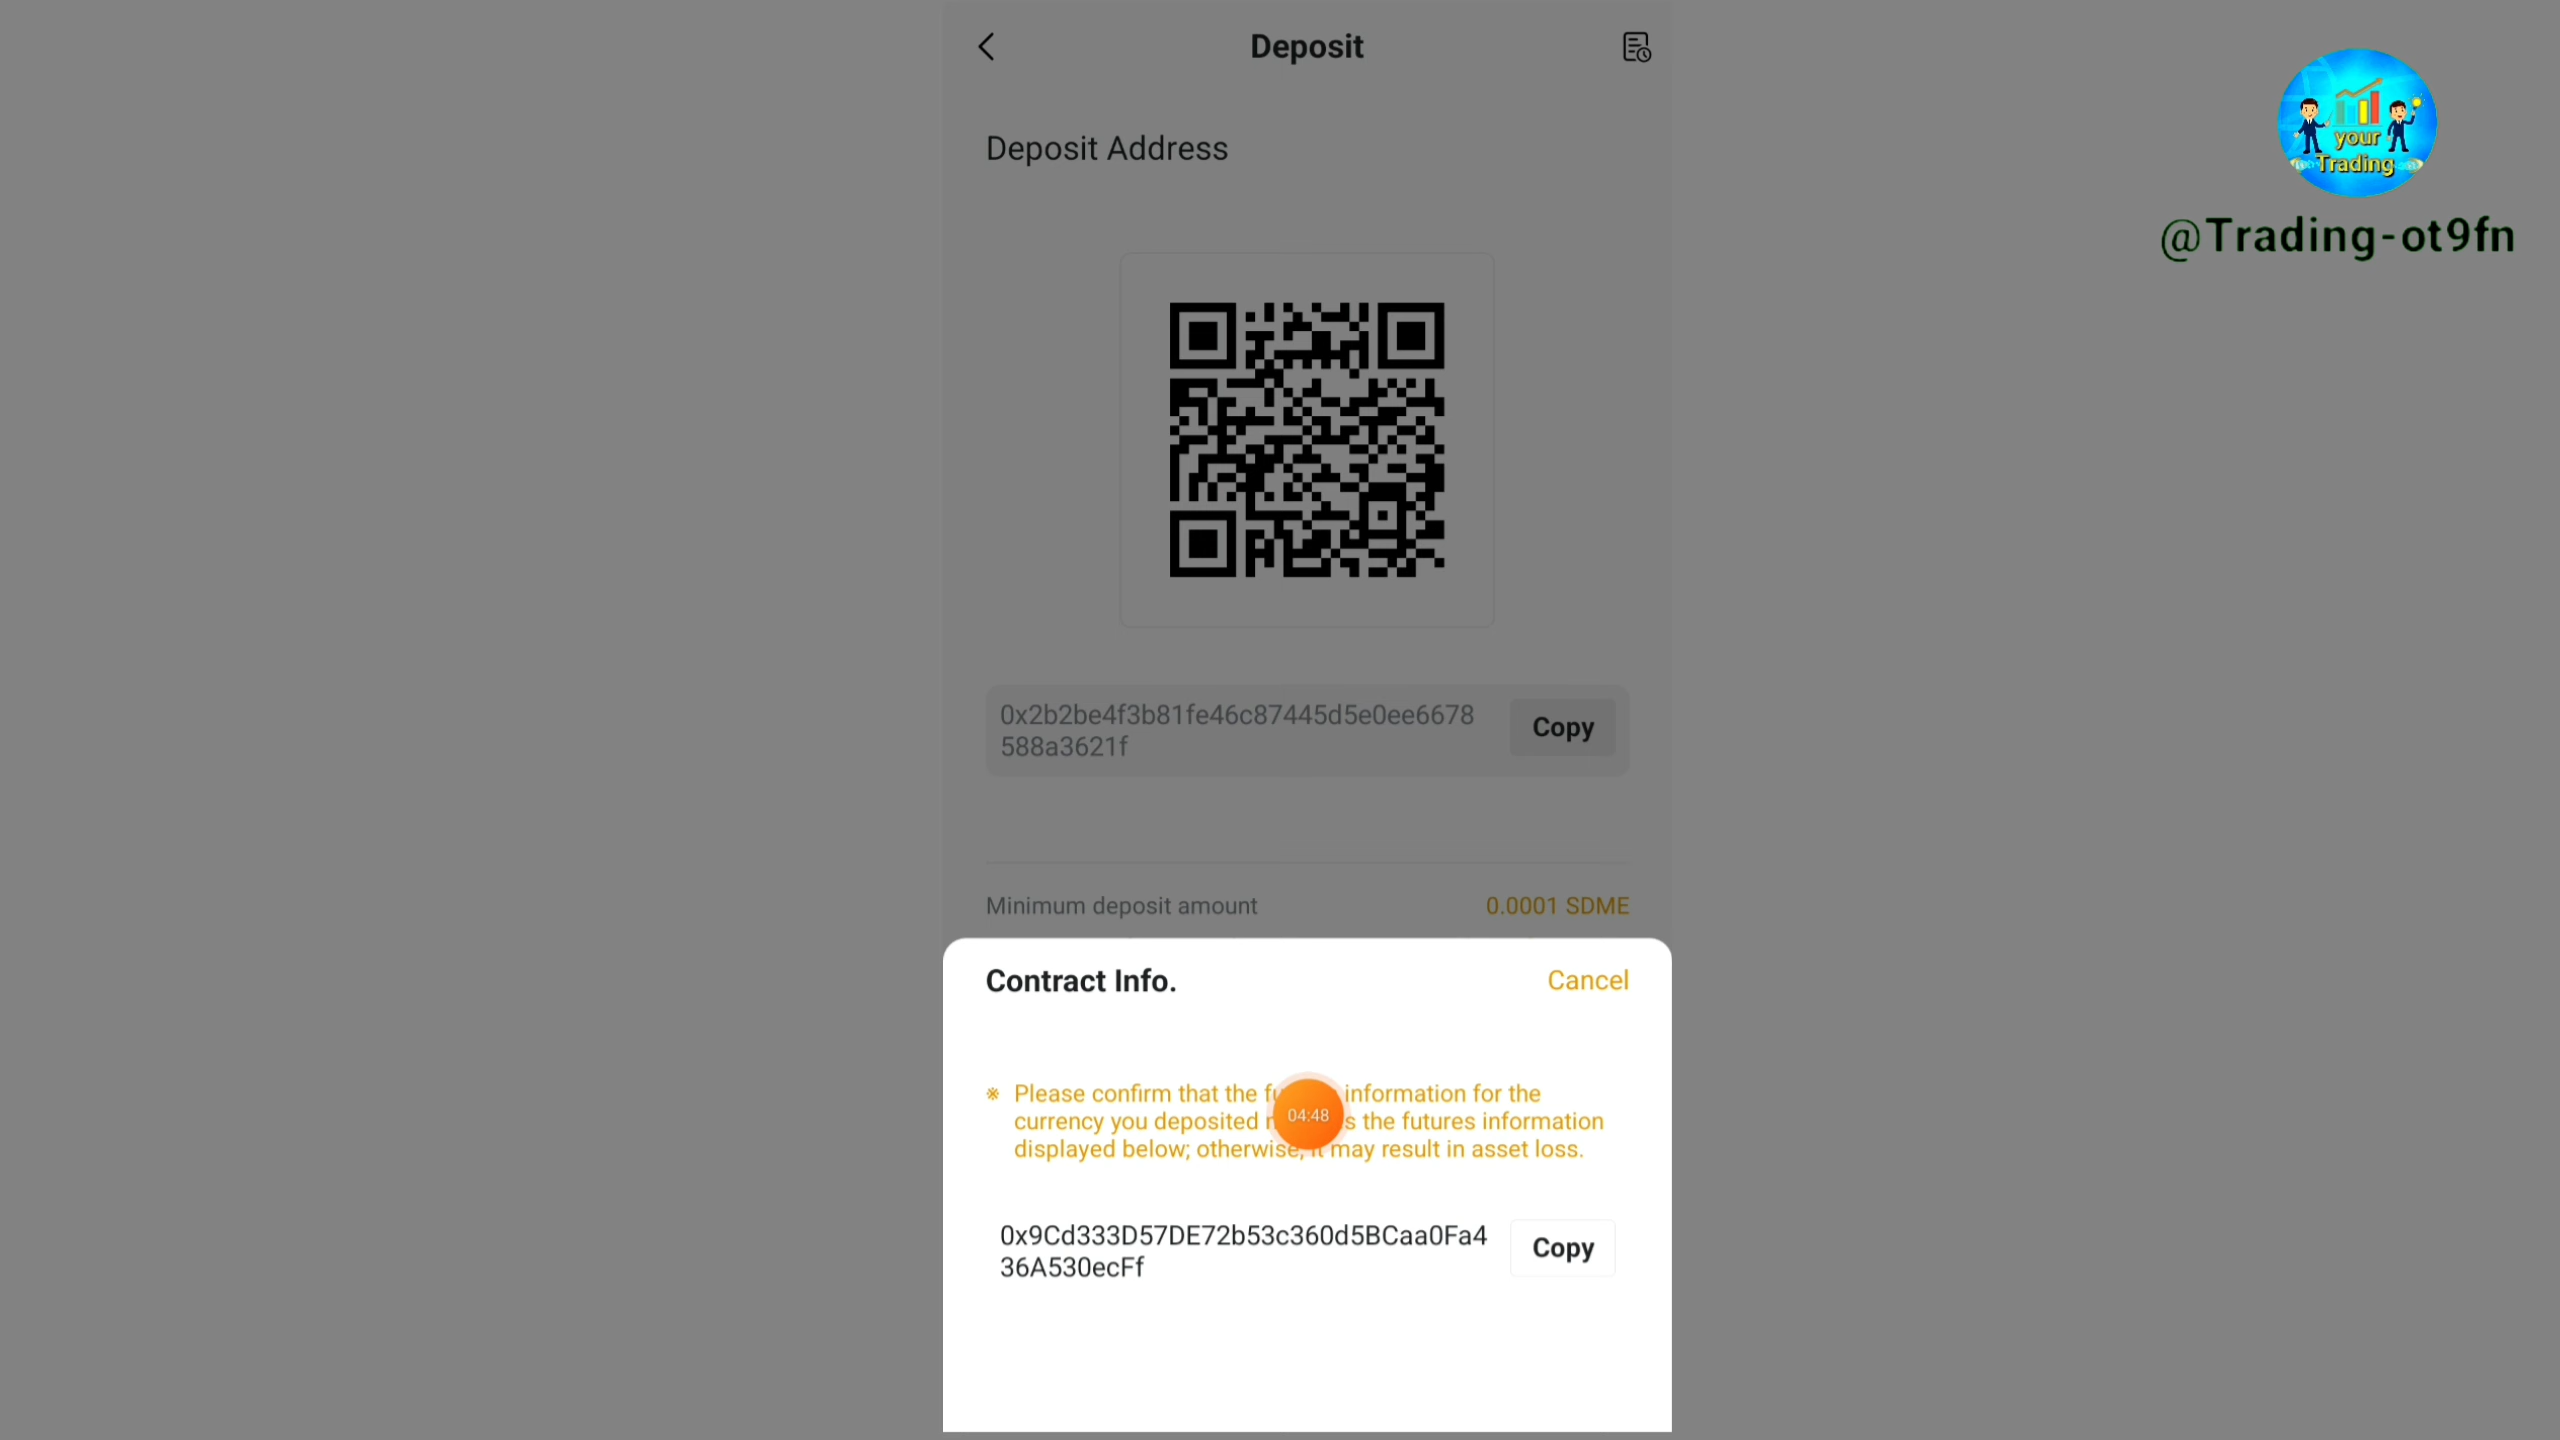 Deposit
your
Trading
@Trading-ot9fn
Deposit Address
0x2b2be4f3b81fe46c87445d5e0ee6678
588a3621f
Copy
Minimum deposit amount
0.0001 SDME
Contract Info.
Cancel
※ Please confirm that the information for the
currency you deposited the futures information
displayed below; otherwise, it may result in asset loss.
04:48
0x9Cd333D57DE72b53c360d5BCaa0Fa4
36A530ecFf
Copy